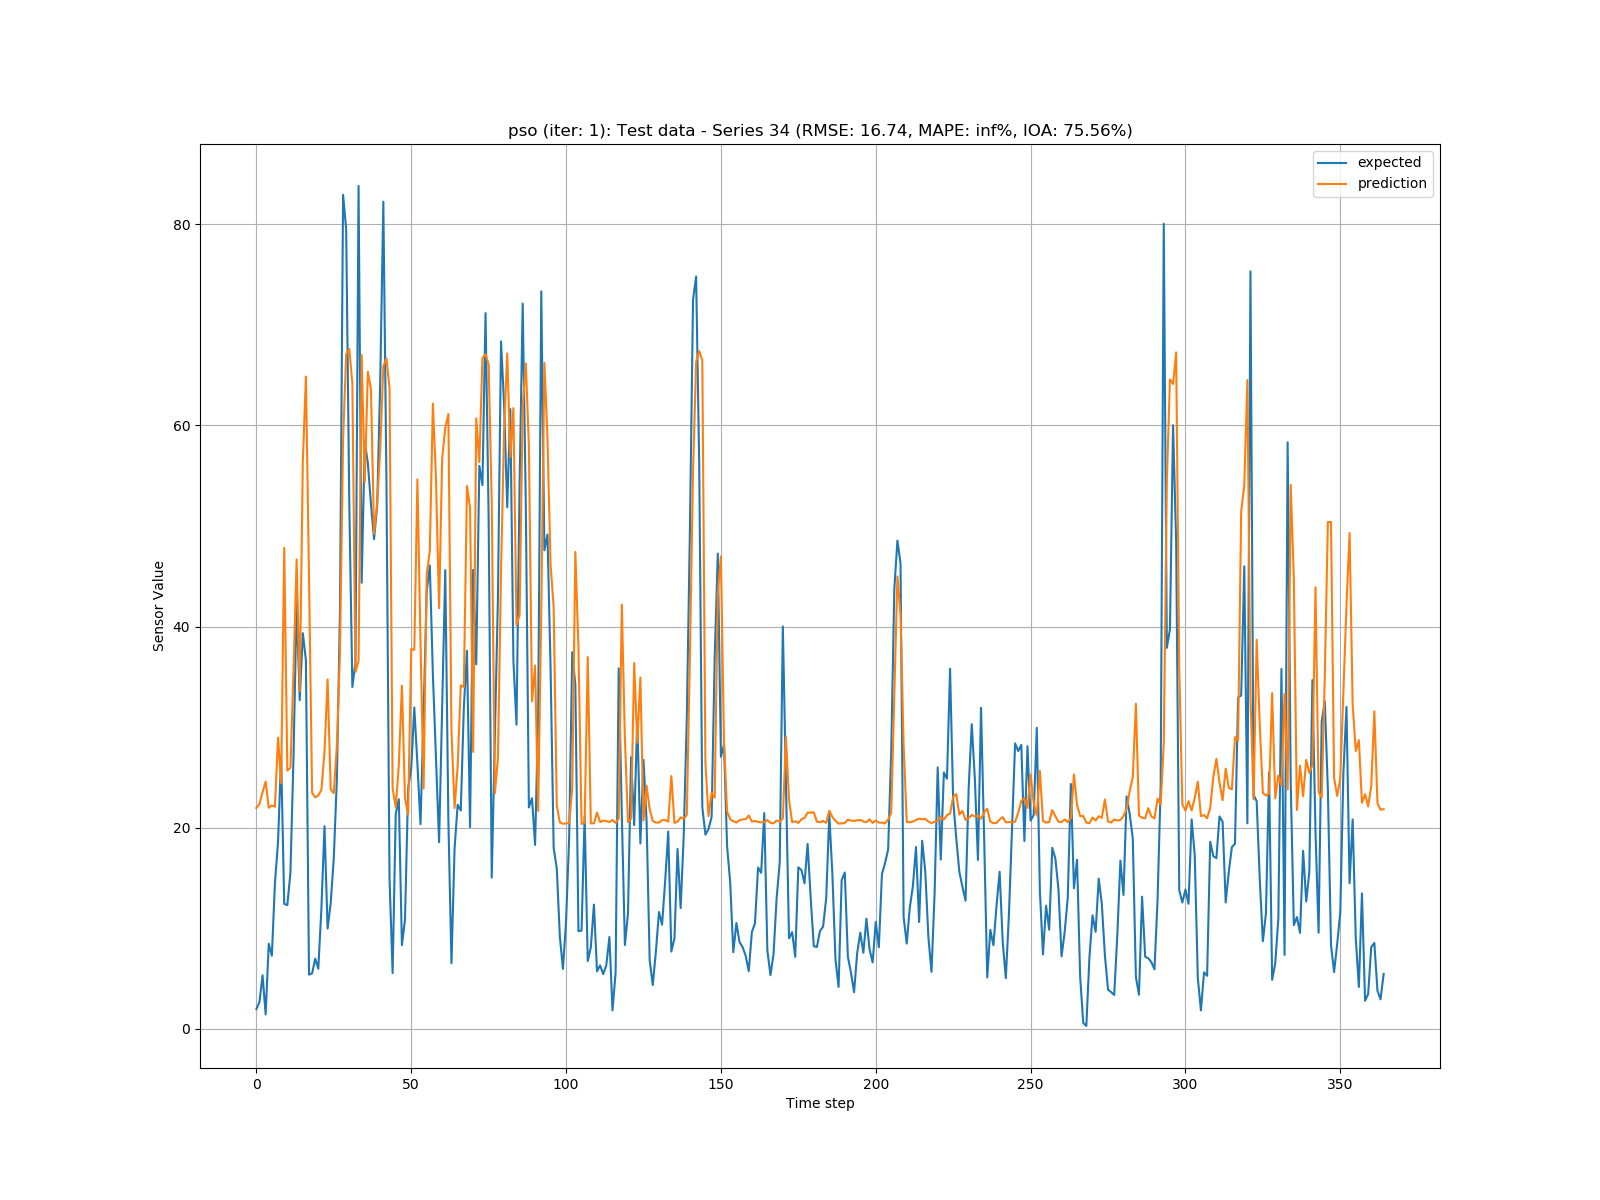 pso (iter: 1): Test data - Series 34 (RMSE: 16.74, MAPE: inf%, IOA: 75.56%)
expected
prediction
80
60
40
20
0
Sensor Value
0 50 100 150 200 250 300 350
Time step